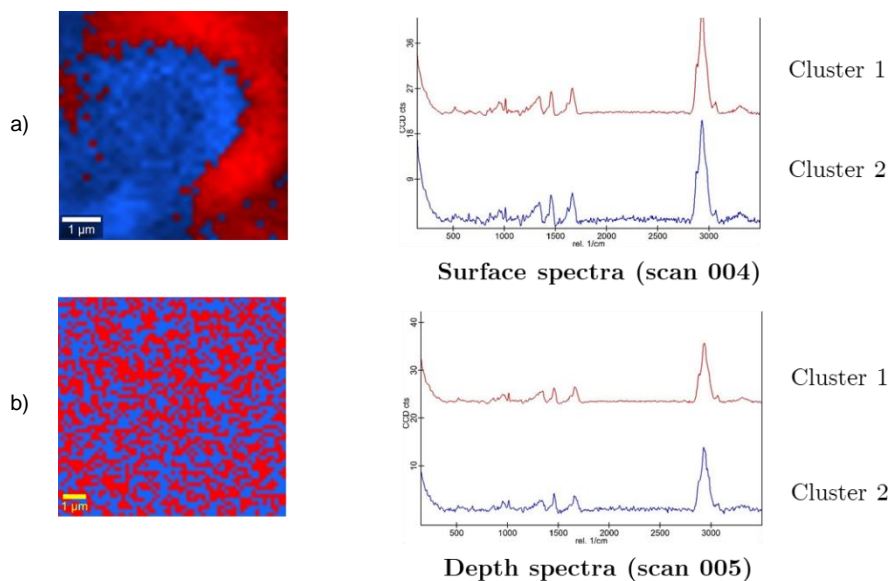 a)
1 µm
CCD cts
36
27
18
9
500 1000 1500 2000 2500 3000
rel. 1/cm
Cluster 1
Cluster 2
Surface spectra (scan 004)
b)
1 µm
CCD cts
40
30
20
10
500 1000 1500 2000 2500 3000
rel. 1/cm
Cluster 1
Cluster 2
Depth spectra (scan 005)